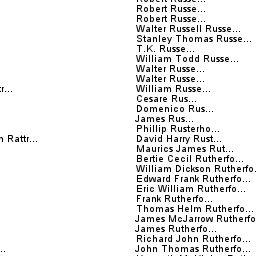 Robert Russe...
Robert Russe...
Robert Russe...
Walter Russell Russe...
Stanley Thomas Russe...
T.K. Russe...
William Todd Russe...
Walter Russe...
Walter Russe...
r... William Russe...
Cesare Rus...
Domenico Rus...
James Rus...
Phillip Rusterho...
Rattr... David Harry Rust...
Maurics James Rut...
Bertie Cecil Rutherfo...
William Dickson Rutherfo.
Edward Frank Rutherfo...
Eric William Rutherfo...
Frank Rutherfo...
Thomas Helm Rutherfo...
James McJarrow Rutherfo
James Rutherfo...
Richard John Rutherfo...
... John Thomas Rutherfo...